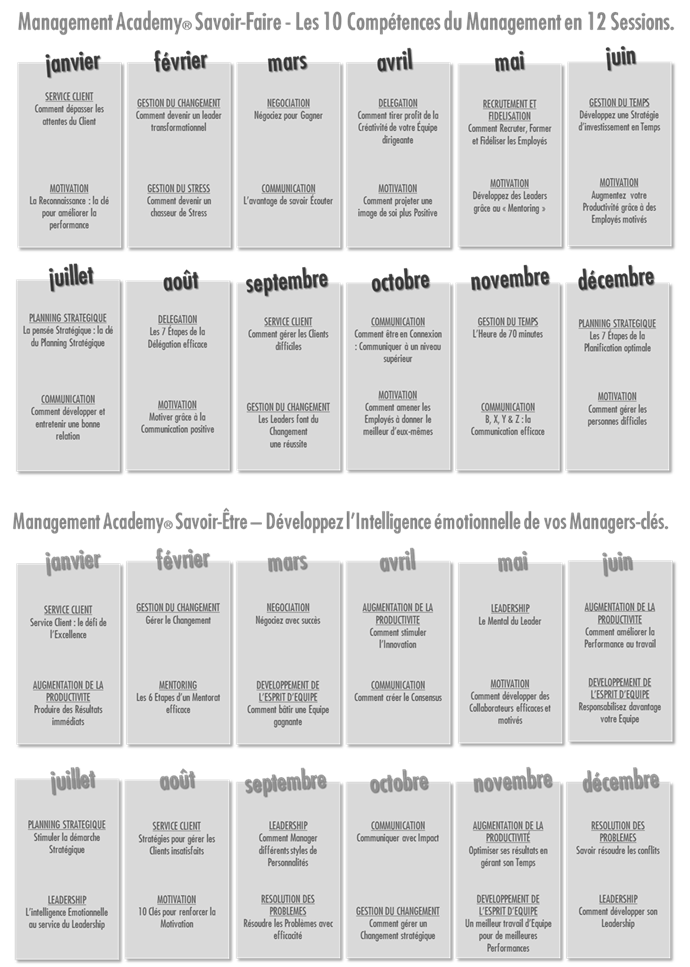 Management Academy® Savoir-Faire - Les 10 Compétences du Management en 12 Sessions.
janvier
SERVICE CLIENT
Comment dépasser les
attentes du Client
MOTIVATION
La Reconnaissance : la clé
pour améliorer la
performance
février
GESTION DU CHANGEMENT
Comment devenir un leader
transformationnel
GESTION DU STRESS
Comment devenir un
chasseur de Stress
mars
NEGOCIATION
Négociez pour Gagner
COMMUNICATION
L'avantage de savoir Écouter
avril
DELEGATION
Comment tirer profit de la
Créativité de votre Équipe
dirigeante
MOTIVATION
Comment projeter une
image de soi plus Positive
mai
RECRUTEMENT ET
FIDELISATION
Comment Recruter, Former
et Fidéliser les Employés
MOTIVATION
Développez des Leaders
grâce au « Mentoring »
juin
GESTION DU TEMPS
Développez une Stratégie
d'investissement en Temps
MOTIVATION
Augmentez votre
Productivité grâce à des
Employés motivés
juillet
PLANNING STRATEGIQUE
La pensée Stratégique : la clé
du Planning Stratégique
COMMUNICATION
Comment développer et
entretenir une bonne
relation
août
DELEGATION
Les 7 Étapes de la
Délégation efficace
MOTIVATION
Motiver grâce à la
Communication positive
septembre
SERVICE CLIENT
Comment gérer les Clients
difficiles
GESTION DU CHANGEMENT
Les Leaders font du
Changement
une réussite
octobre
COMMUNICATION
Comment être en Connexion
: Communiquer à un niveau
supérieur
MOTIVATION
Comment amener les
Employés à donner le
meilleur d'eux-mêmes
novembre
GESTION DU TEMPS
L'Heure de 70 minutes
COMMUNICATION
B, X, Y & Z : la
Communication efficace
décembre
PLANNING STRATEGIQUE
Les 7 Étapes de la
Planification optimale
MOTIVATION
Comment gérer les
personnes difficiles
Management Academy® Savoir-Être – Développez l'Intelligence émotionnelle de vos Managers-clés.
janvier
SERVICE CLIENT
Service Client : le défi de
l'Excellence
AUGMENTATION DE LA
PRODUCTIVITE
Produire des Résultats
immédiats
février
GESTION DU CHANGEMENT
Gérer le Changement
MENTORING
Les 6 Etapes d'un Mentorat
efficace
mars
NEGOCIATION
Négociez avec succès
DEVELOPPEMENT DE
L'ESPRIT D'EQUIPE
Comment bâtir une Equipe
gagnante
avril
AUGMENTATION DE LA
PRODUCTIVITE
Comment stimuler
l'Innovation
COMMUNICATION
Comment créer le Consensus
mai
LEADERSHIP
Le Mental du Leader
MOTIVATION
Comment développer des
Collaborateurs efficaces et
motivés
juin
AUGMENTATION DE LA
PRODUCTIVITE
Comment améliorer la
Performance au travail
DEVELOPPEMENT DE
L'ESPRIT D'EQUIPE
Responsabilisez davantage
votre Equipe
juillet
PLANNING STRATEGIQUE
Stimuler la démarche
Stratégique
LEADERSHIP
L'intelligence Emotionnelle
au service du Leadership
août
SERVICE CLIENT
Stratégies pour gérer les
Clients insatisfaits
MOTIVATION
10 Clés pour renforcer la
Motivation
septembre
LEADERSHIP
Comment Manager
différents styles de
Personnalités
RESOLUTION DES
PROBLEMES
Résoudre les Problèmes avec
efficacité
octobre
COMMUNICATION
Communiquer avec Impact
GESTION DU CHANGEMENT
Comment gérer un
Changement stratégique
novembre
AUGMENTATION DE LA
PRODUCTIVITÉ
Optimiser ses résultats en
gérant son Temps
DEVELOPPEMENT DE
L'ESPRIT D'EQUIPE
Un meilleur travail d'Equipe
pour de meilleures
Performances
décembre
RESOLUTION DES
PROBLEMES
Savoir résoudre les conflits
LEADERSHIP
Comment développer son
Leadership